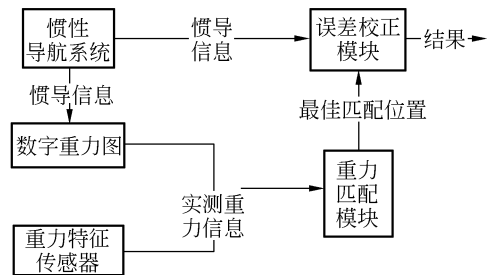 惯性
导航系统
惯导
信息
误差校正
模块
结果
惯导信息
最佳匹配位置
数字重力图
重力
匹配
模块
实测重
力信息
重力特征
传感器